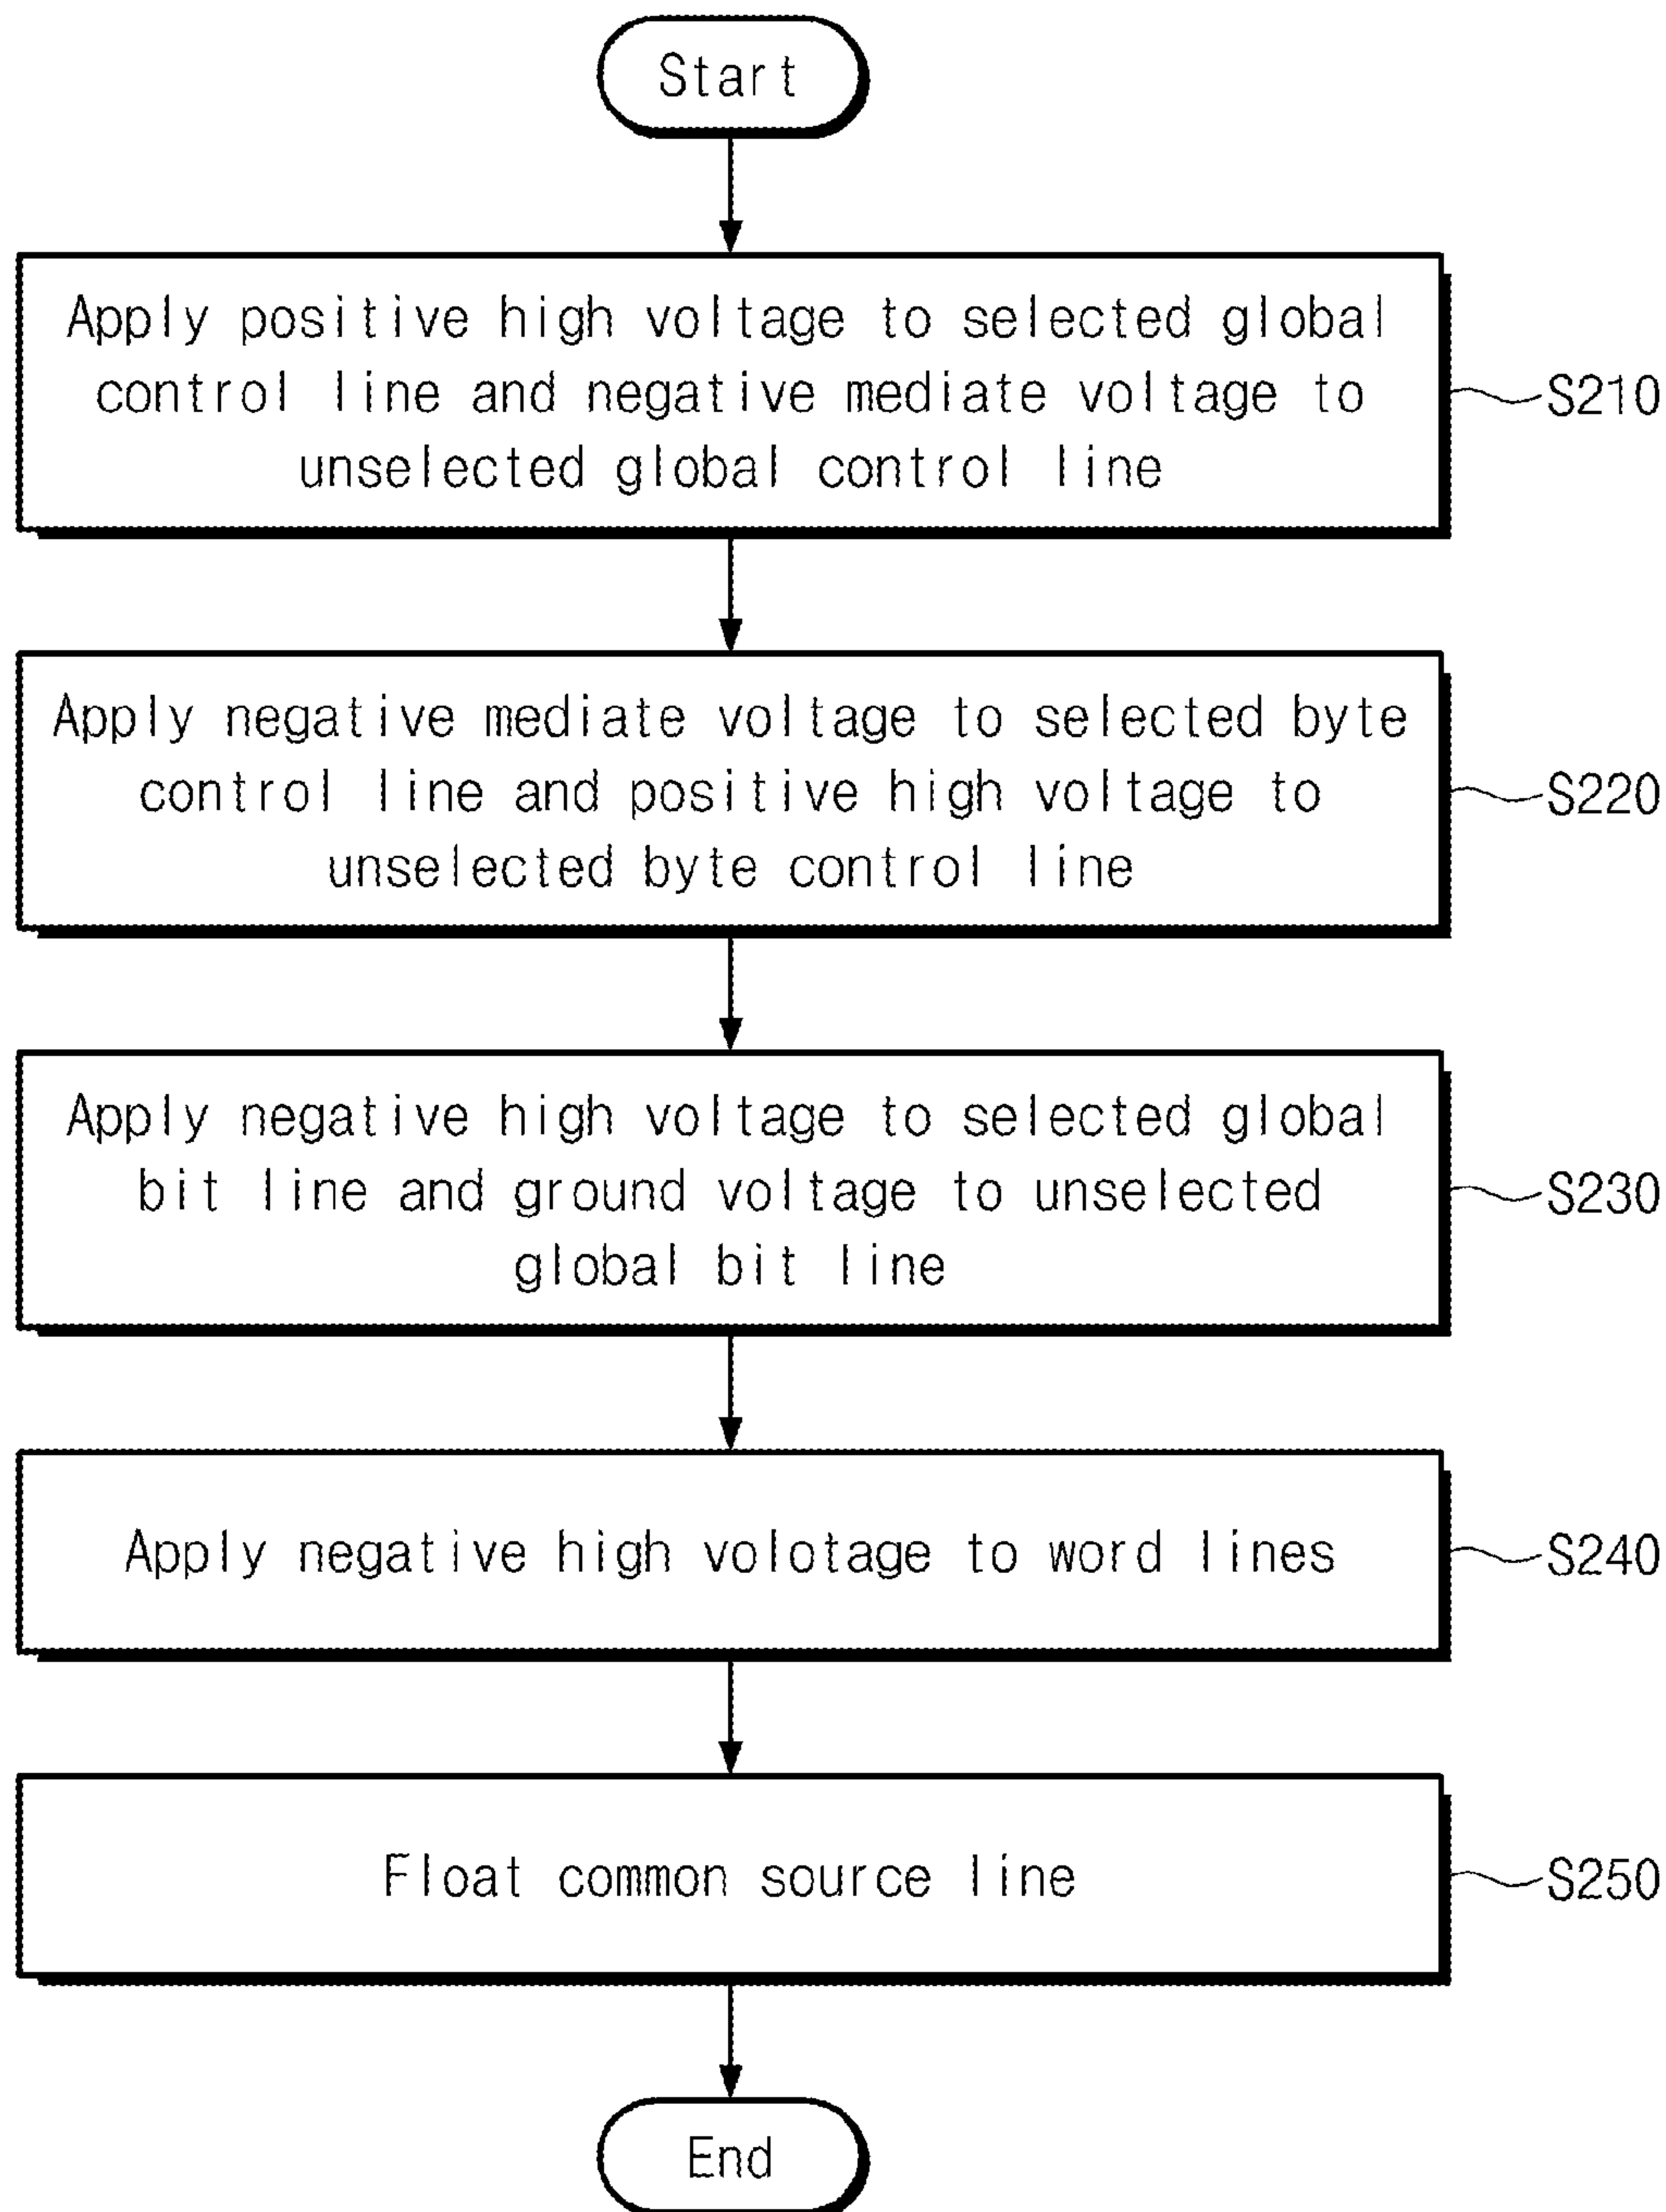 Start
Apply positive high voltage to selected global
control line and negative mediate voltage to
unselected global control line
S210
Apply negative mediate voltage to selected byte
control line and positive high voltage to
unselected byte control line
S220
Apply negative high voltage to selected global
bit line and ground voltage to unselected
global bit line
S230
Apply negative high volotage to word lines
S240
Float common source line
S250
End